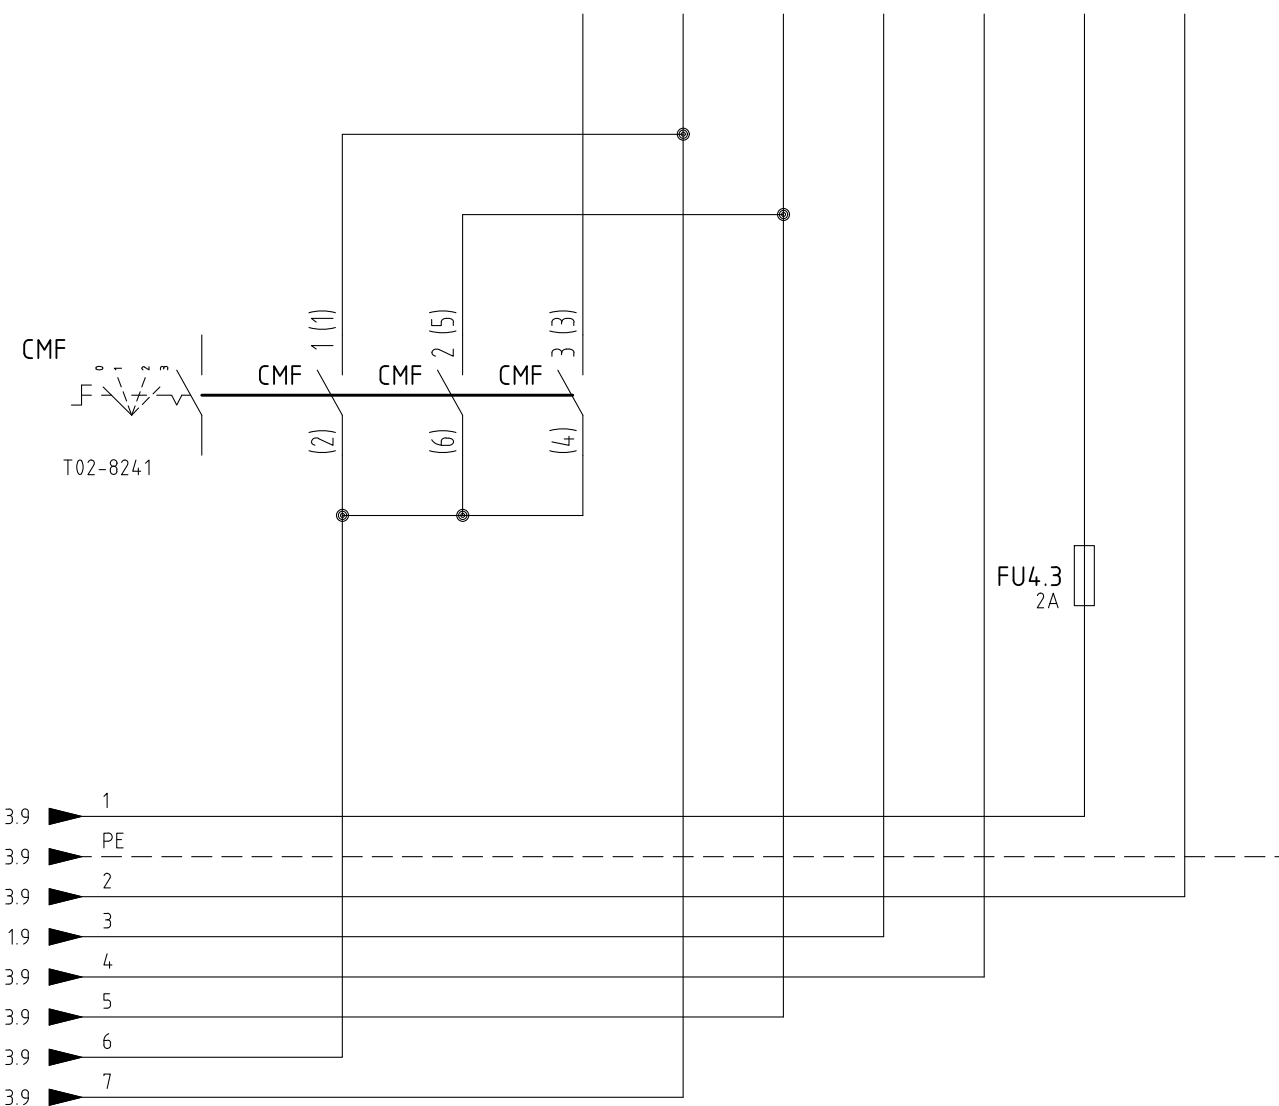 1 (1)
2 (5)
3 (3)
CMF
0 1 2 3
CMF CMF CMF
(2)
(6)
(4)
T02-8241
FU4.3
2A
3.9 1
3.9 PE
3.9 2
1.9 3
3.9 4
3.9 5
3.9 6
3.9 7